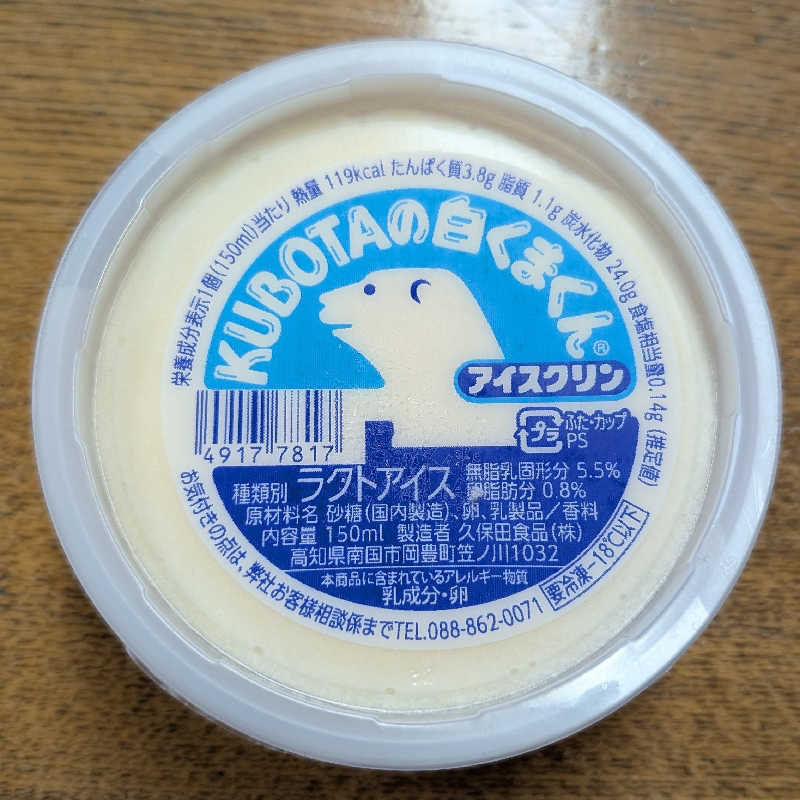 栄養成分表示1個(150ml)当たり 熱量 119kcal たんぱく質3.8g 脂質 1.1g 炭水化物 24.0g 食塩相当量0.14g (推定値)
KUBOTAの白くまくん®
アイスクリン
プラ
ふた・カップ
PS
4917 7817
種類別 ラクトアイス
無脂乳固形分 5.5%
卵脂肪分 0.8%
原材料名 砂糖(国内製造)、卵、乳製品/香料
内容量 150ml 製造者 久保田食品(株)
高知県南国市岡豊町笠ノ川1032
本商品に含まれているアレルギー物質
乳成分・卵
お気付きの点は、弊社お客様相談係までTEL.088-862-0071
要冷凍-18℃以下